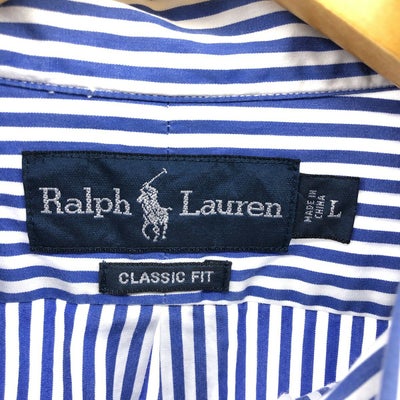 Ralph Lauren
MADE IN
CHINA
L
CLASSIC FIT